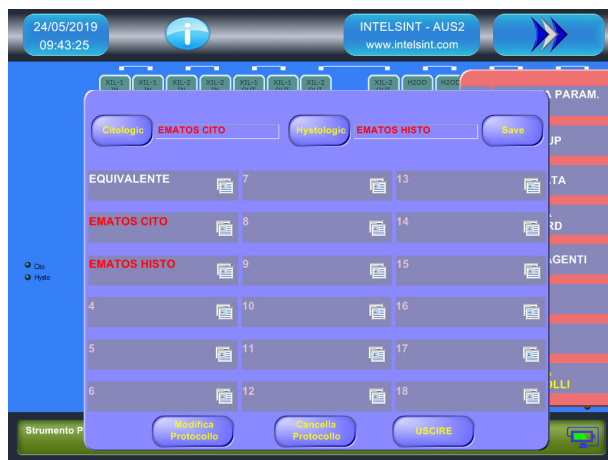 24/05/2019
09:43:25
INTELSINT - AUS2
www.intelsint.com
XIL-1 XIL-1 XIL-2 XIL-2 XIL-1 XIL-1 XIL-2 XIL-2 H2OD H2OD
PARAM.
Citologic EMATOS CITO Hystologic EMATOS HISTO Save
EQUIVALENTE 7 13
EMATOS CITO 8 14
EMATOS HISTO 9 15
4 10 16
5 11 17
6 12 18
Cito
Hysto
Modifica
Protocollo
Cancella
Protocollo
USCIRE
Strumento